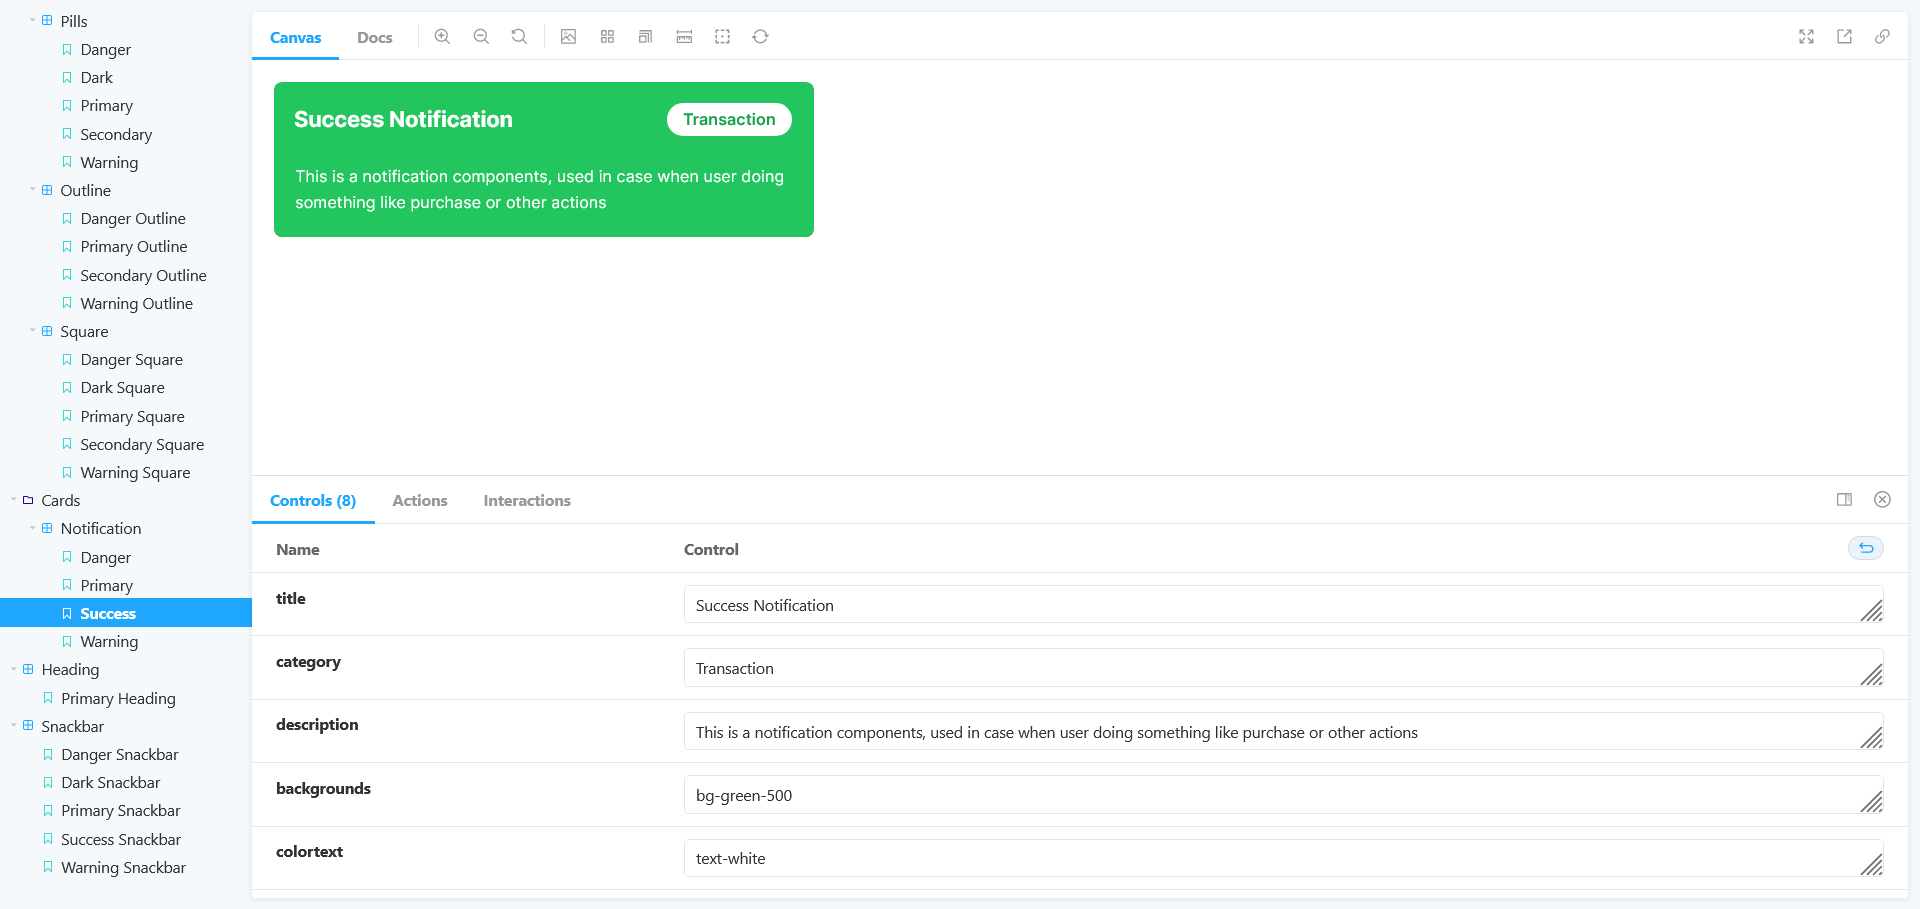 Pills
Danger
Dark
Primary
Secondary
Warning
Outline
Danger Outline
Primary Outline
Secondary Outline
Warning Outline
Square
Danger Square
Dark Square
Primary Square
Secondary Square
Warning Square
Cards
Notification
Danger
Primary
Success
Warning
Heading
Primary Heading
Snackbar
Danger Snackbar
Dark Snackbar
Primary Snackbar
Success Snackbar
Warning Snackbar
Canvas Docs
Success Notification Transaction
This is a notification components, used in case when user doing
something like purchase or other actions
Controls (8) Actions Interactions
Name Control
title Success Notification
category Transaction
description This is a notification components, used in case when user doing something like purchase or other actions
backgrounds bg-green-500
colortext text-white